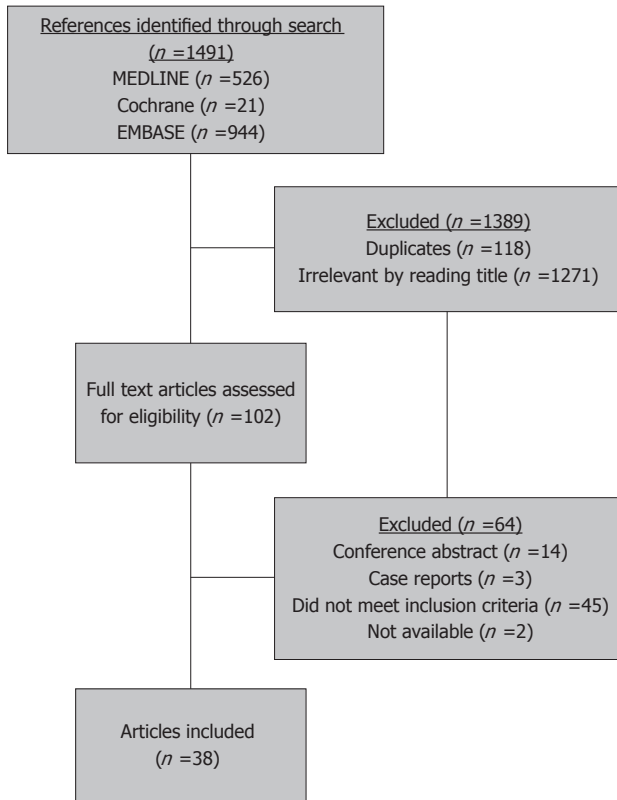 References identified through search
(n =1491)
MEDLINE (n =526)
Cochrane (n =21)
EMBASE (n =944)
Excluded (n =1389)
Duplicates (n =118)
Irrelevant by reading title (n =1271)
Full text articles assessed
for eligibility (n =102)
Excluded (n =64)
Conference abstract (n =14)
Case reports (n =3)
Did not meet inclusion criteria (n =45)
Not available (n =2)
Articles included
(n =38)